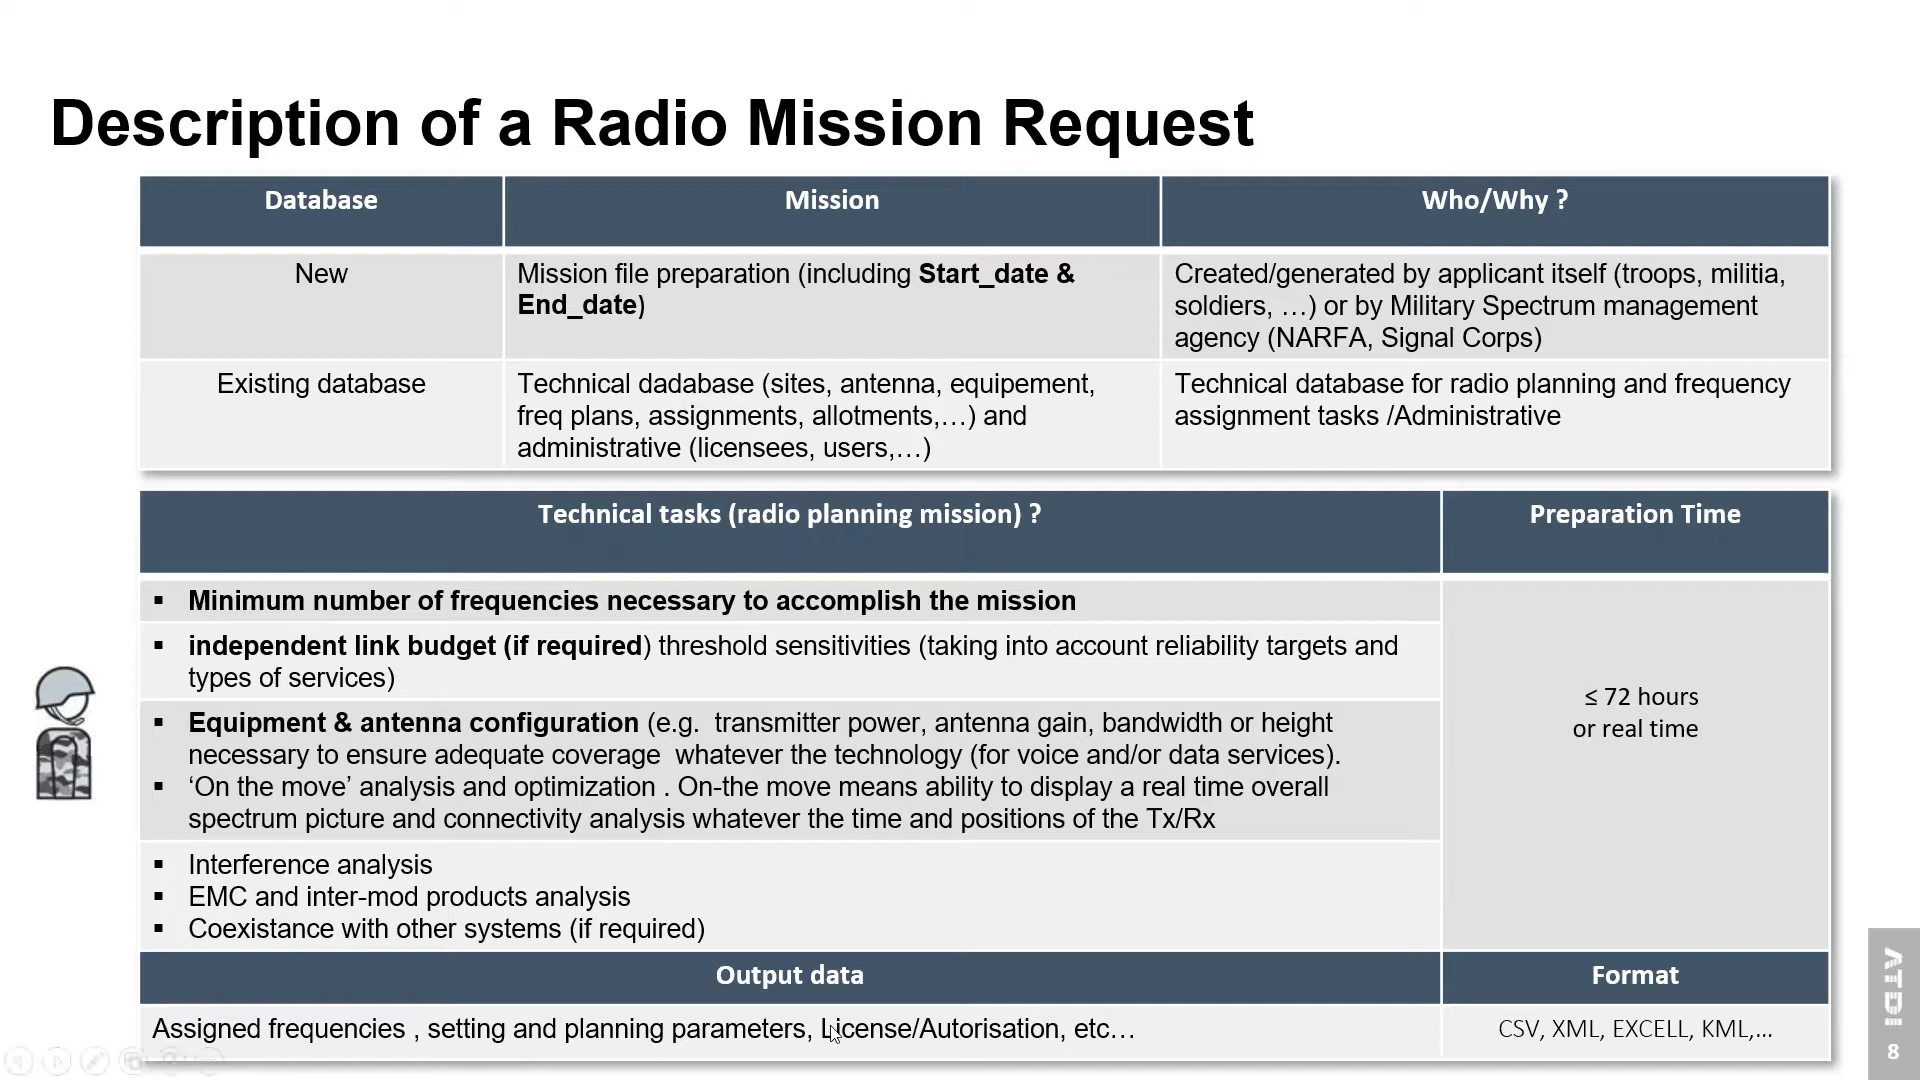 Description of a Radio Mission Request
Database
Mission
Who/Why ?
New
Mission file preparation (including Start_date &
End_date)
Created/generated by applicant itself (troops, militia,
soldiers, …) or by Military Spectrum management
agency (NARFA, Signal Corps)
Existing database
Technical dadabase (sites, antenna, equipement,
freq plans, assignments, allotments,…) and
administrative (licensees, users,…)
Technical database for radio planning and frequency
assignment tasks /Administrative
Technical tasks (radio planning mission) ?
Preparation Time
▪ Minimum number of frequencies necessary to accomplish the mission
▪ independent link budget (if required) threshold sensitivities (taking into account reliability targets and
types of services)
▪ Equipment & antenna configuration (e.g. transmitter power, antenna gain, bandwidth or height
necessary to ensure adequate coverage whatever the technology (for voice and/or data services).
▪ ‘On the move’ analysis and optimization . On-the move means ability to display a real time overall
spectrum picture and connectivity analysis whatever the time and positions of the Tx/Rx
▪ Interference analysis
▪ EMC and inter-mod products analysis
▪ Coexistance with other systems (if required)
≤ 72 hours
or real time
Output data
Format
Assigned frequencies , setting and planning parameters, License/Autorisation, etc…
CSV, XML, EXCELL, KML,…
ATDI
8